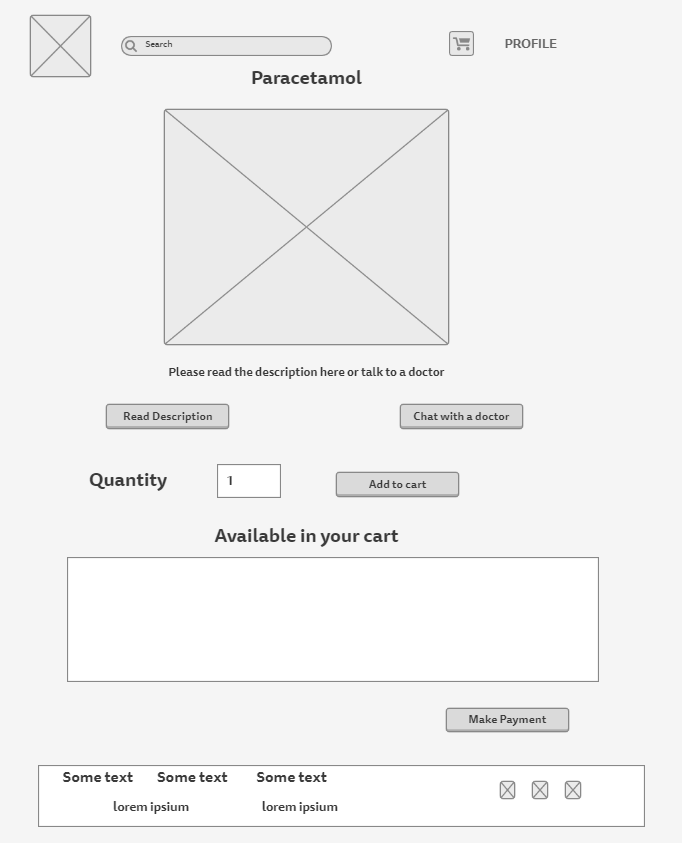 Search
PROFILE
Paracetamol
Please read the description here or talk to a doctor
Read Description
Chat with a doctor
Quantity
1
Add to cart
Available in your cart
Make Payment
Some text Some text Some text
lorem ipsium lorem ipsium